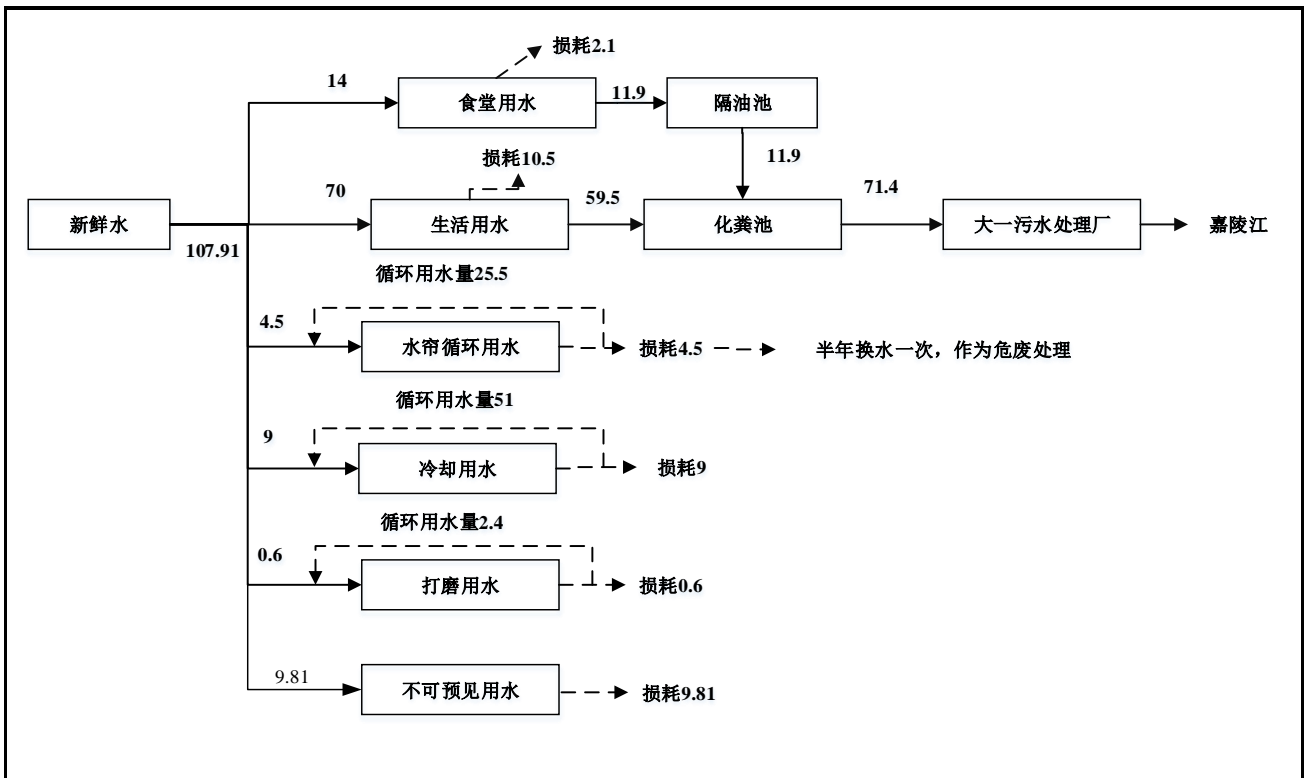 损耗2.1
14
食堂用水
11.9
隔油池
11.9
损耗10.5
70
59.5
71.4
新鲜水
生活用水
化粪池
大一污水处理厂
嘉陵江
107.91
循环用水量25.5
4.5
水帘循环用水
损耗4.5
半年换水一次，作为危废处理
循环用水量51
9
冷却用水
损耗9
循环用水量2.4
0.6
打磨用水
损耗0.6
9.81
不可预见用水
损耗9.81